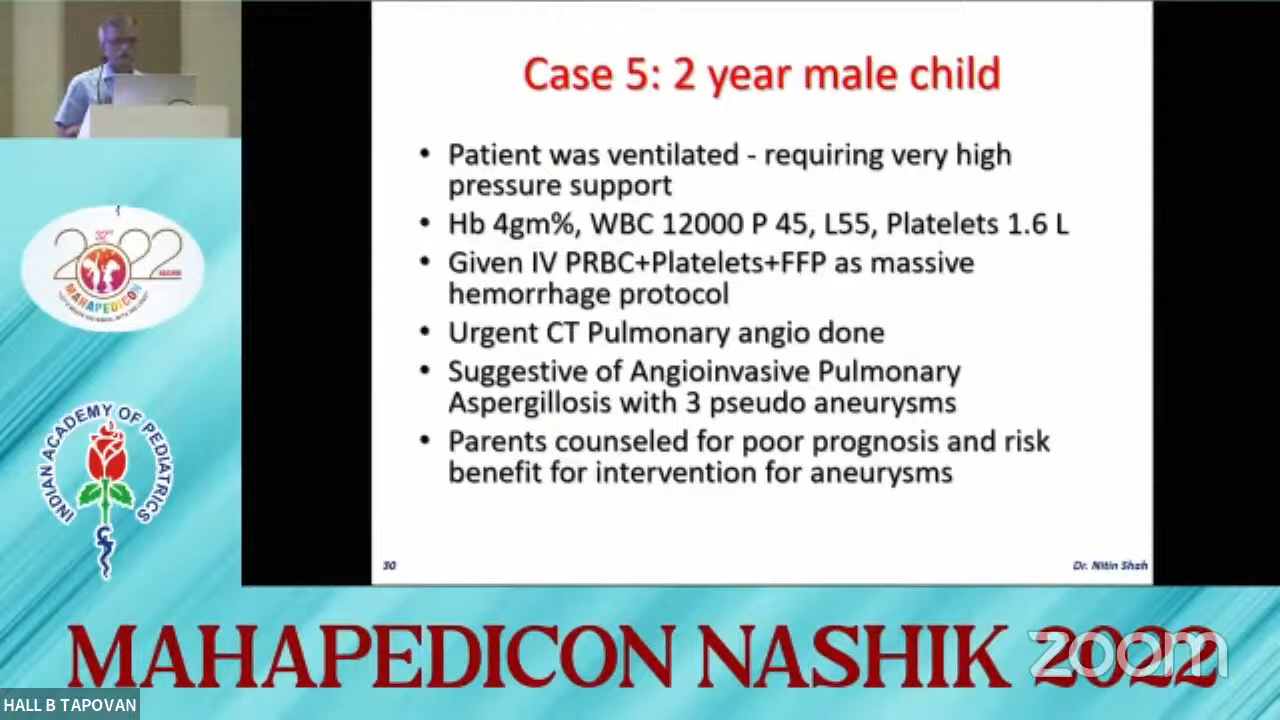 Case 5: 2 year male child
• Patient was ventilated - requiring very high
pressure support
• Hb 4gm%, WBC 12000 P 45, L55, Platelets 1.6 L
• Given IV PRBC+Platelets+FFP as massive
hemorrhage protocol
• Urgent CT Pulmonary angio done
• Suggestive of Angioinvasive Pulmonary
Aspergillosis with 3 pseudo aneurysms
• Parents counseled for poor prognosis and risk
benefit for intervention for aneurysms
30
Dr. Nitin Shah
2022
MAHAPEDICON
INDIAN ACADEMY OF PEDIATRICS
MAHAPEDICON NASHIK 2022
zoom
HALL B TAPOVAN